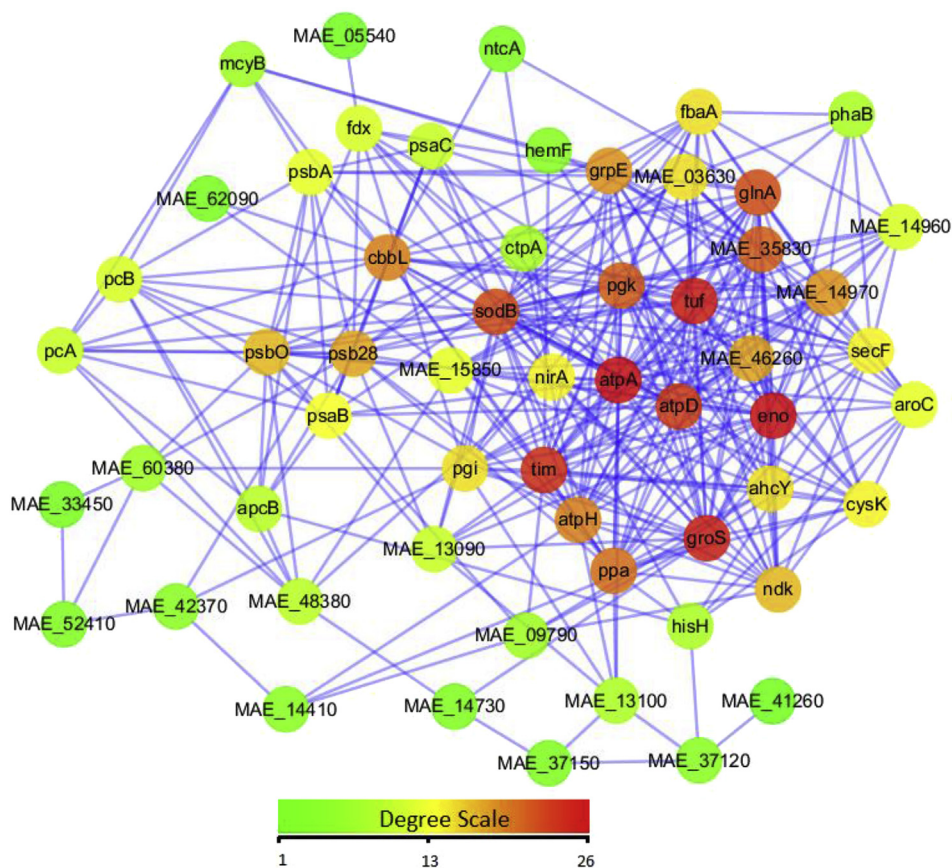 MAE_05540
ntcA
mcyB
fbaA
phaB
fdx
psaC
hemF
psbA
grpE
MAE_03630
glnA
MAE_62090
MAE_14960
ctpA
MAE_35830
cbbL
pcB
pgk
tuf
MAE_14970
sodB
pcA
psbO
psb28
MAE_15850
nirA
atpA
MAE_46260
secF
atpD
aroC
psaB
eno
MAE_60380
pgi
tim
ahcY
MAE_33450
apcB
cysK
MAE_13090
atpH
groS
ppa
ndk
MAE_52410
MAE_42370
MAE_48380
MAE_09790
hisH
MAE_14410
MAE_14730
MAE_13100
MAE_41260
MAE_37150
MAE_37120
Degree Scale
1 13 26